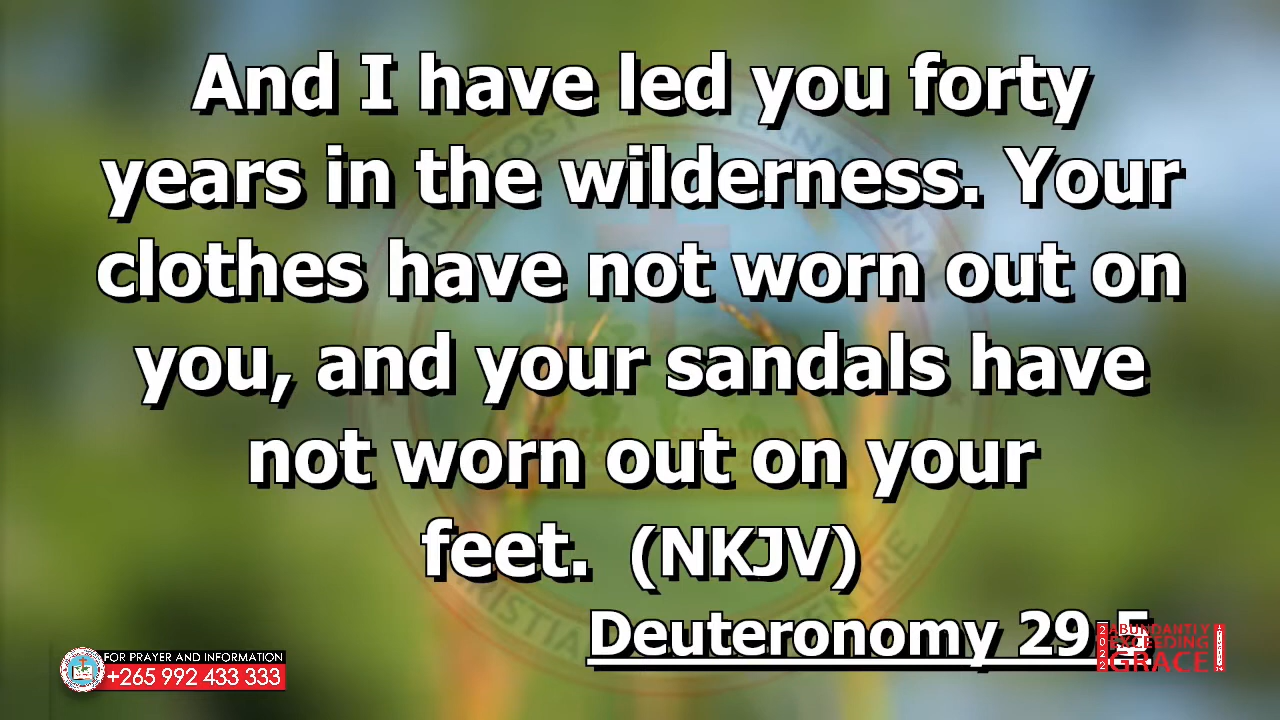 And I have led you forty
years in the wilderness. Your
clothes have not worn out on
you, and your sandals have
not worn out on your
feet. (NKJV)
Deuteronomy 29:5
FOR PRAYER AND INFORMATION
+265 992 433 333
2022
ABUNDANTLY
EXCEEDING
GRACE